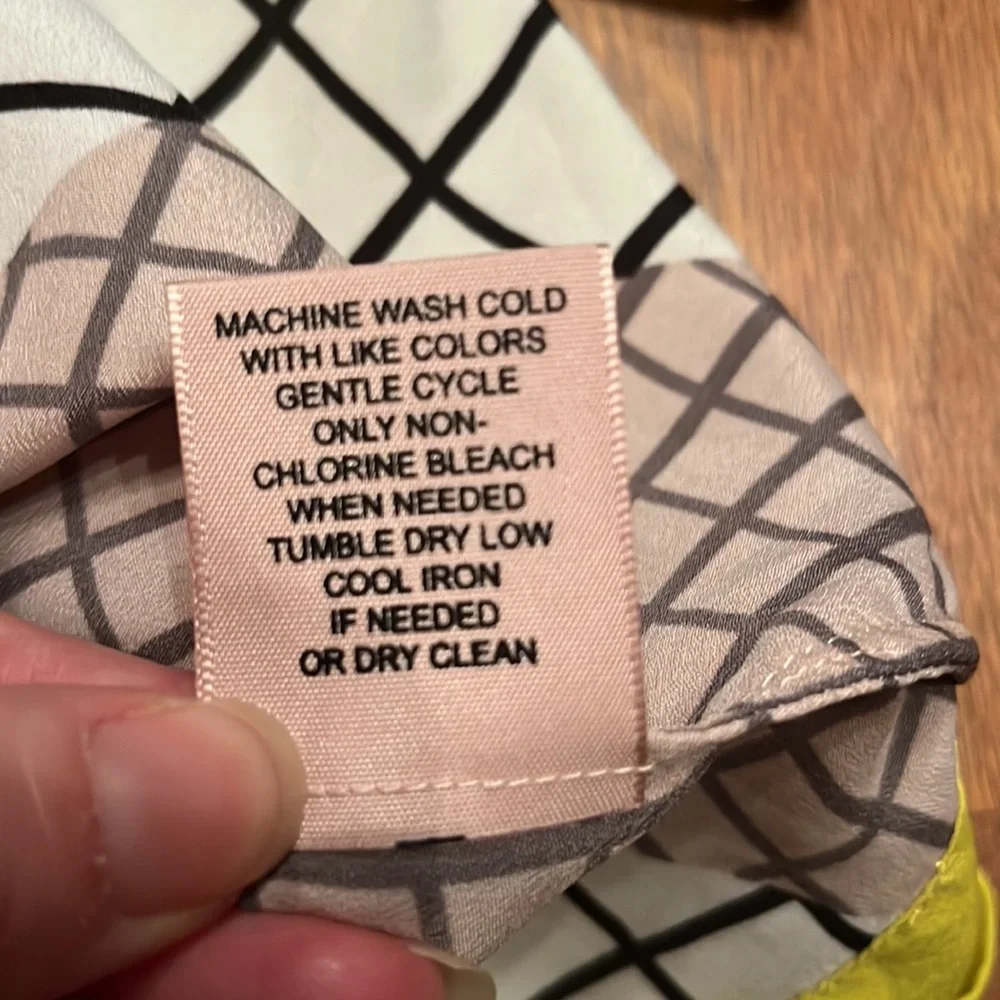 MACHINE WASH COLD
WITH LIKE COLORS
GENTLE CYCLE
ONLY NON-
CHLORINE BLEACH
WHEN NEEDED
TUMBLE DRY LOW
COOL IRON
IF NEEDED
OR DRY CLEAN